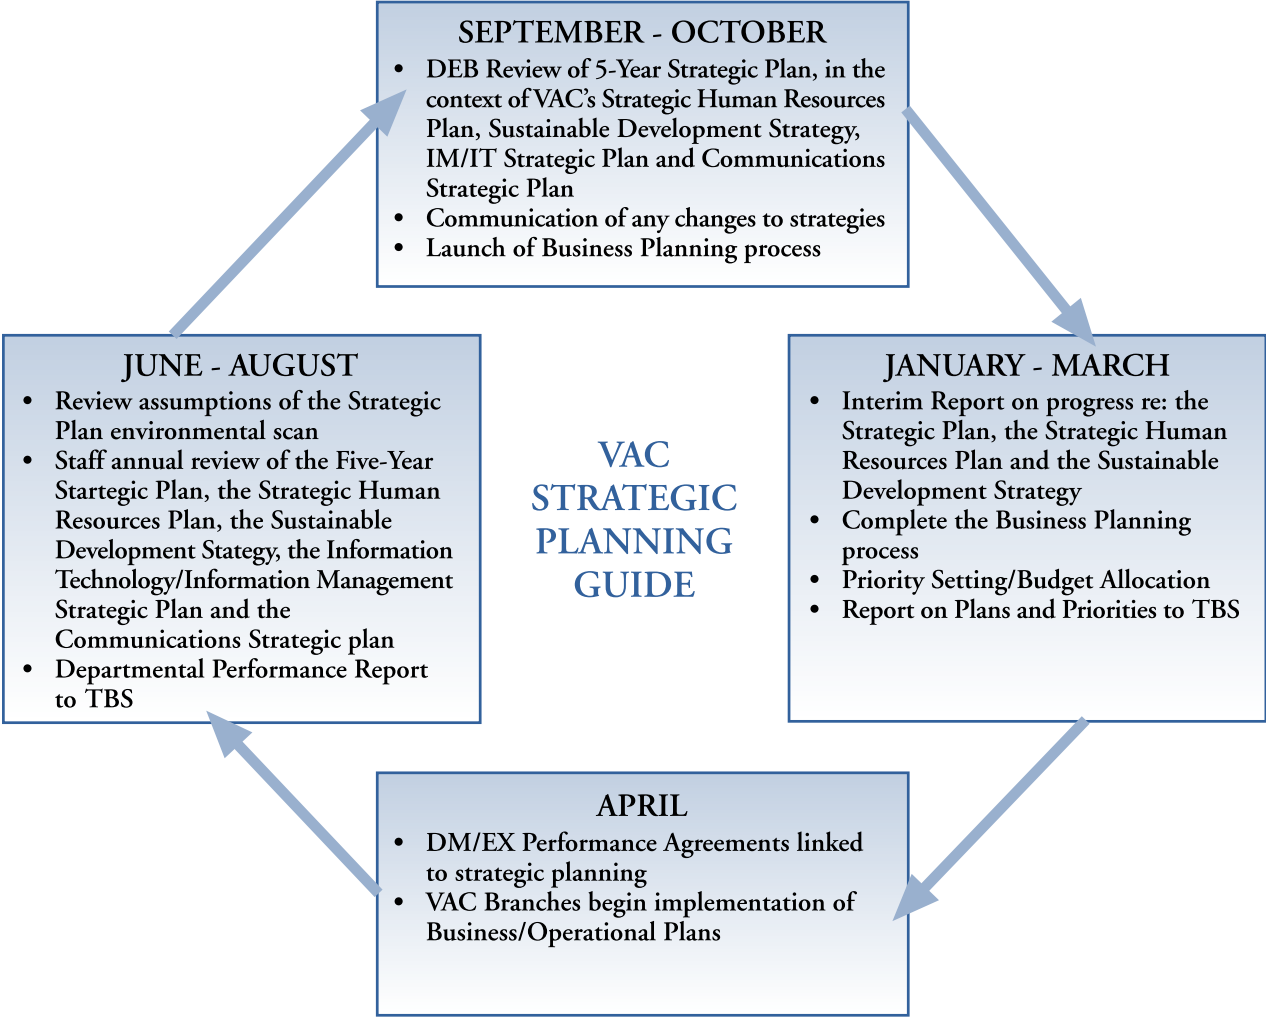 SEPTEMBER - OCTOBER
• DEB Review of 5-Year Strategic Plan, in the
context of VAC's Strategic Human Resources
Plan, Sustainable Development Strategy,
IM/IT Strategic Plan and Communications
Strategic Plan
• Communication of any changes to strategies
• Launch of Business Planning process
JUNE - AUGUST
• Review assumptions of the Strategic
Plan environmental scan
• Staff annual review of the Five-Year
Startegic Plan, the Strategic Human
Resources Plan, the Sustainable
Development Stategy, the Information
Technology/Information Management
Strategic Plan and the
Communications Strategic plan
• Departmental Performance Report
to TBS
VAC
STRATEGIC
PLANNING
GUIDE
JANUARY - MARCH
• Interim Report on progress re: the
Strategic Plan, the Strategic Human
Resources Plan and the Sustainable
Development Strategy
• Complete the Business Planning
process
• Priority Setting/Budget Allocation
• Report on Plans and Priorities to TBS
APRIL
• DM/EX Performance Agreements linked
to strategic planning
• VAC Branches begin implementation of
Business/Operational Plans